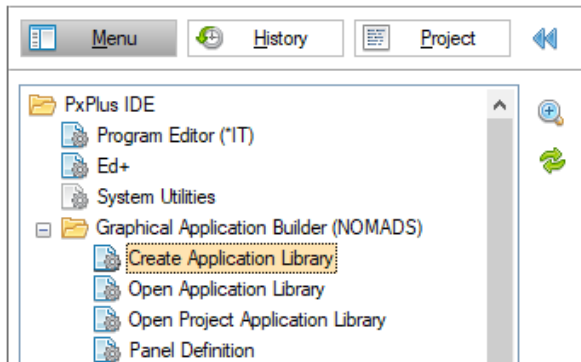 Menu History Project
PxPlus IDE
Program Editor (*IT)
Ed+
System Utilities
Graphical Application Builder (NOMADS)
Create Application Library
Open Application Library
Open Project Application Library
Panel Definition